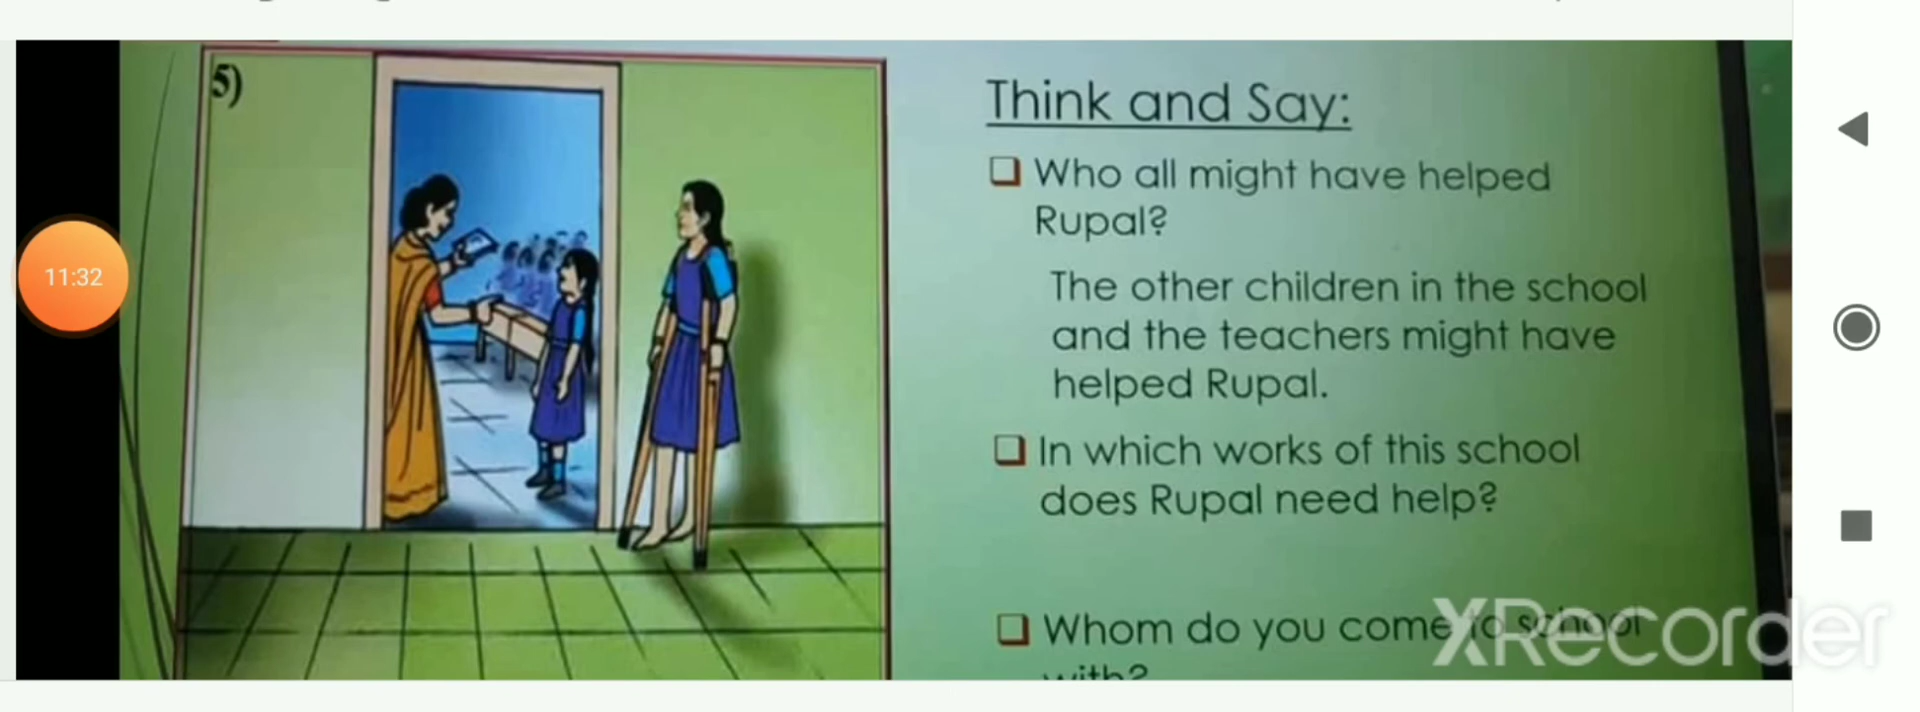 5)
11:32
Think and Say:
Who all might have helped
Rupal?
The other children in the school
and the teachers might have
helped Rupal.
In which works of this school
does Rupal need help?
Whom do you come to school
with?
XRecorder